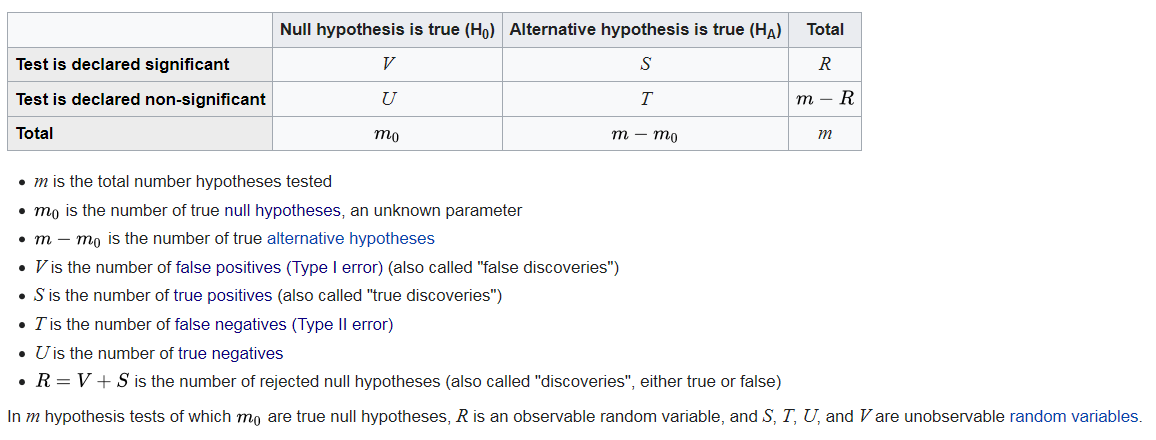 Null hypothesis is true (H₀) Alternative hypothesis is true (H_A) Total
Test is declared significant V S R
Test is declared non-significant U T m − R
Total m₀ m − m₀ m
• m is the total number hypotheses tested
• m₀ is the number of true null hypotheses, an unknown parameter
• m − m₀ is the number of true alternative hypotheses
• V is the number of false positives (Type I error) (also called "false discoveries")
• S is the number of true positives (also called "true discoveries")
• T is the number of false negatives (Type II error)
• U is the number of true negatives
• R = V + S is the number of rejected null hypotheses (also called "discoveries", either true or false)
In m hypothesis tests of which m₀ are true null hypotheses, R is an observable random variable, and S, T, U, and V are unobservable random variables.